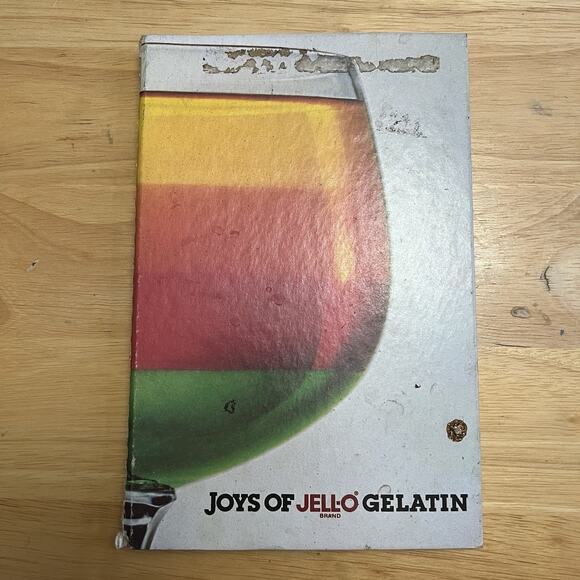 JOYS OF JELL-O® GELATIN
BRAND